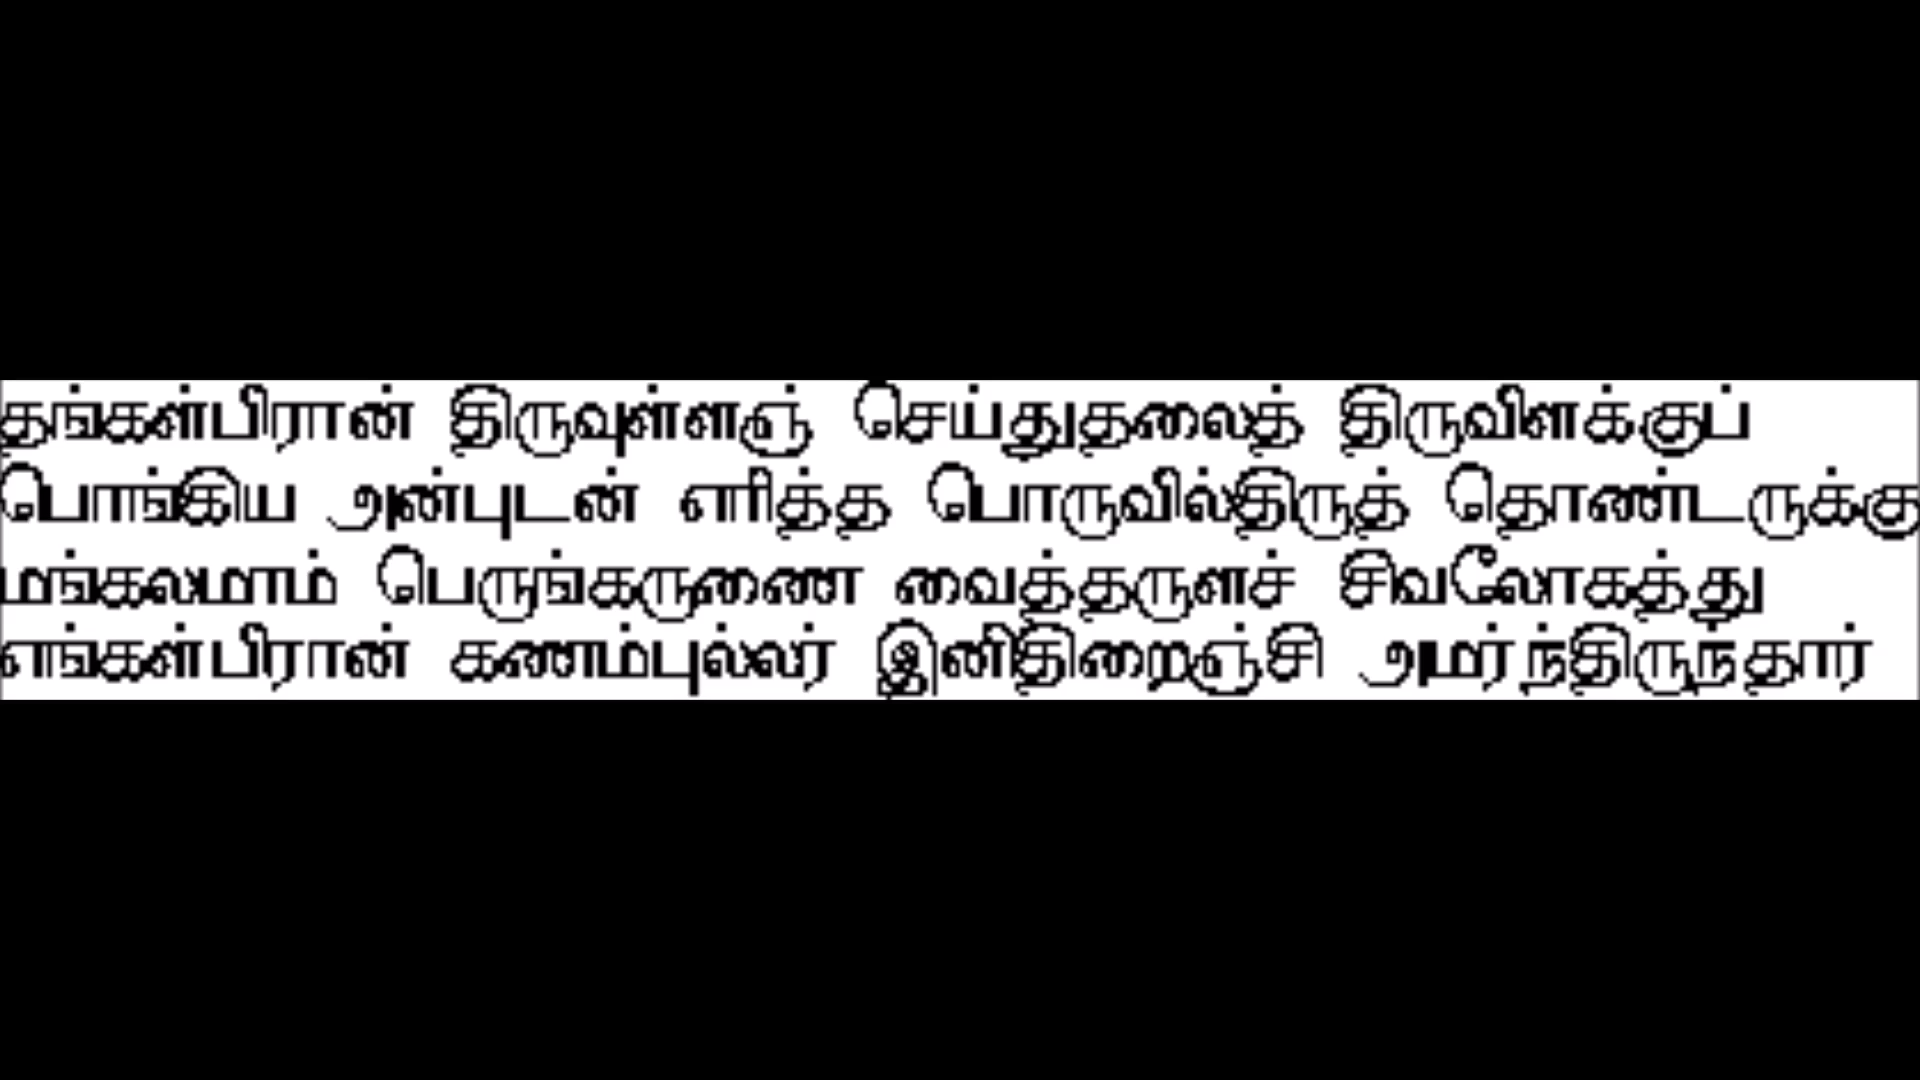 தங்கள்பிரான் திருவுள்ளஞ் செய்துதலைத் திருவிளக்குப்
பொங்கிய அன்புடன் எரித்த பொருவில்திருத் தொண்டருக்கு
மங்கலமாம் பெருங்கருணை வைத்தருளச் சிவலோகத்து
எங்கள்பிரான் கணம்புல்லர் இனிதிறைஞ்சி அமர்ந்திருந்தார்